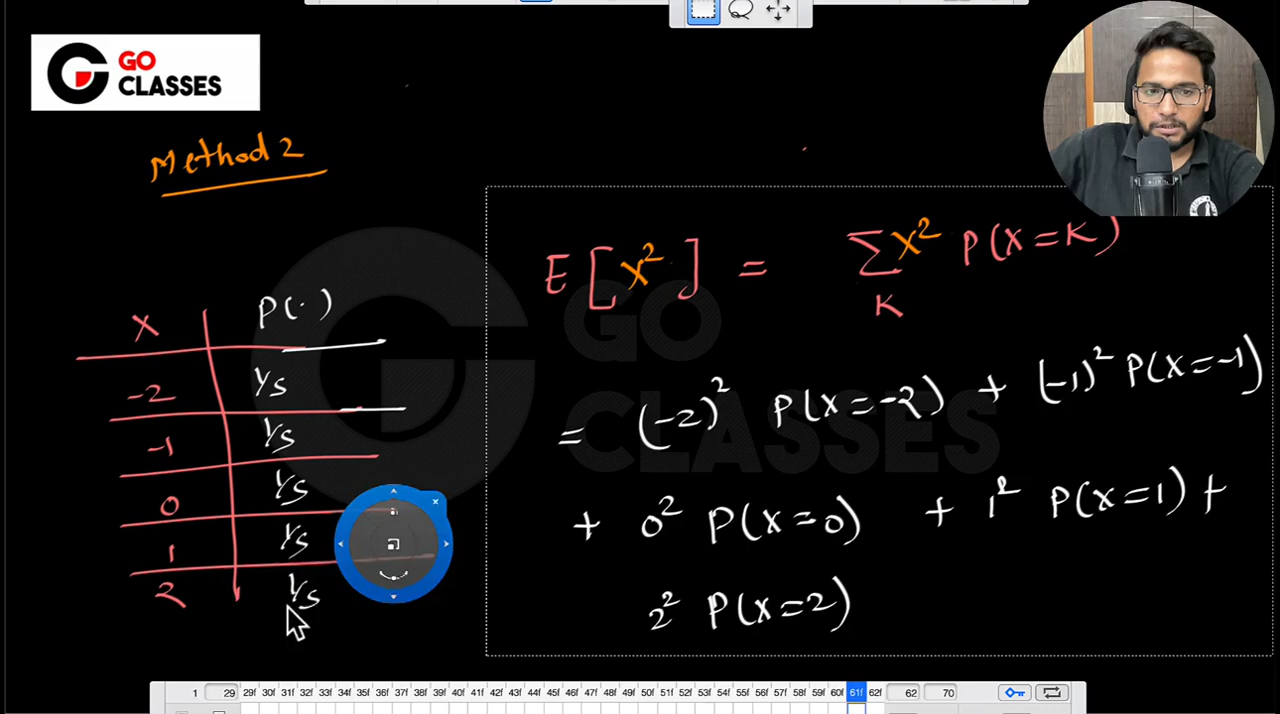 GO
CLASSES
Method 2
E[X² ] = Σ X² P(X=K)
K
X P(·)
-2 1/5
-1 1/5
0 1/5
1 1/5
2 1/5
GO
CLASSES
= (-2)² P(X=-2) + (-1)² P(X=-1)
+ 0² P(X=0) + 1² P(X=1) +
2² P(X=2)
1 29 29f 30f 31f 32f 33f 34f 35f 36f 37f 38f 39f 40f 41f 42f 43f 44f 45f 46f 47f 48f 49f 50f 51f 52f 53f 54f 55f 56f 57f 58f 59f 60f 61f 62f 62 70